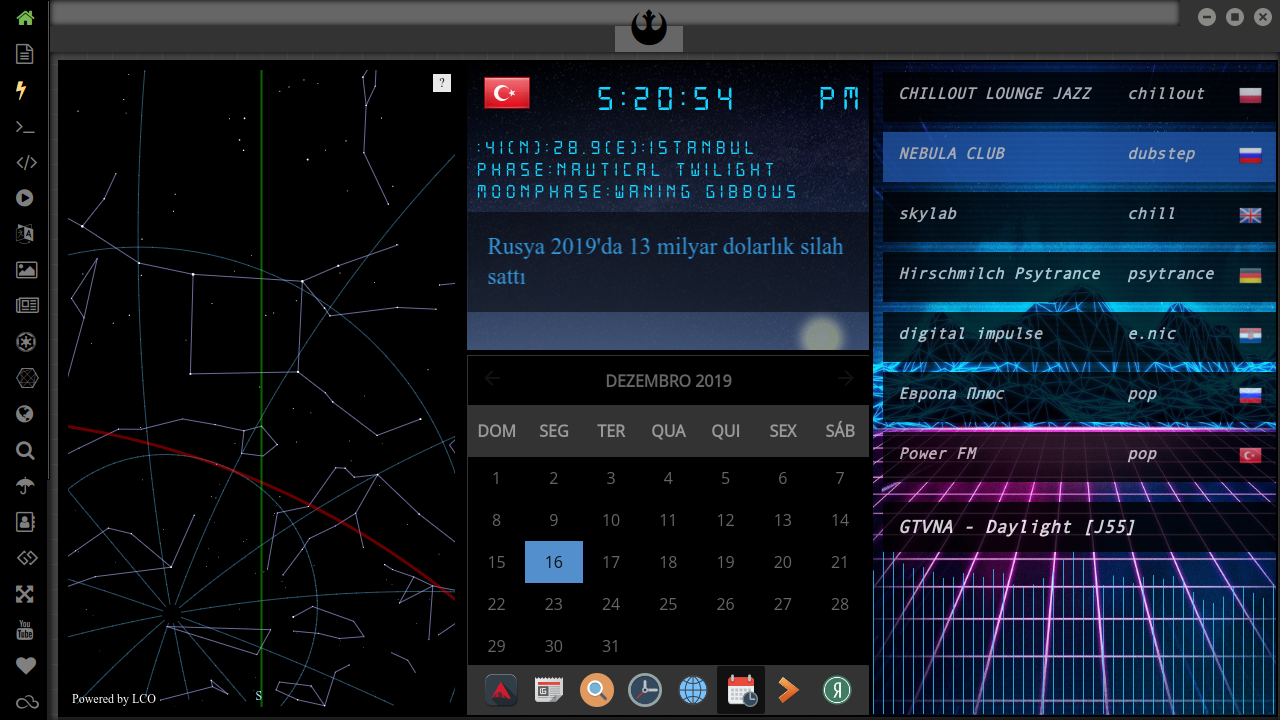 ?
Powered by LCO
S
5:20:54 PM
:41(N):28.9(E):ISTANBUL
PHASE:NAUTICAL TWILIGHT
MOONPHASE:WANING GIBBOUS
Rusya 2019'da 13 milyar dolarlık silah
sattı
DEZEMBRO 2019
DOM SEG TER QUA QUI SEX SÁB
1 2 3 4 5 6 7
8 9 10 11 12 13 14
15 16 17 18 19 20 21
22 23 24 25 26 27 28
29 30 31
CHILLOUT LOUNGE JAZZ chillout
NEBULA CLUB dubstep
skylab chill
Hirschmilch Psytrance psytrance
digital impulse e.nic
Европа Плюс pop
Power FM pop
GTVNA - Daylight [J55]
You
Tube
Я